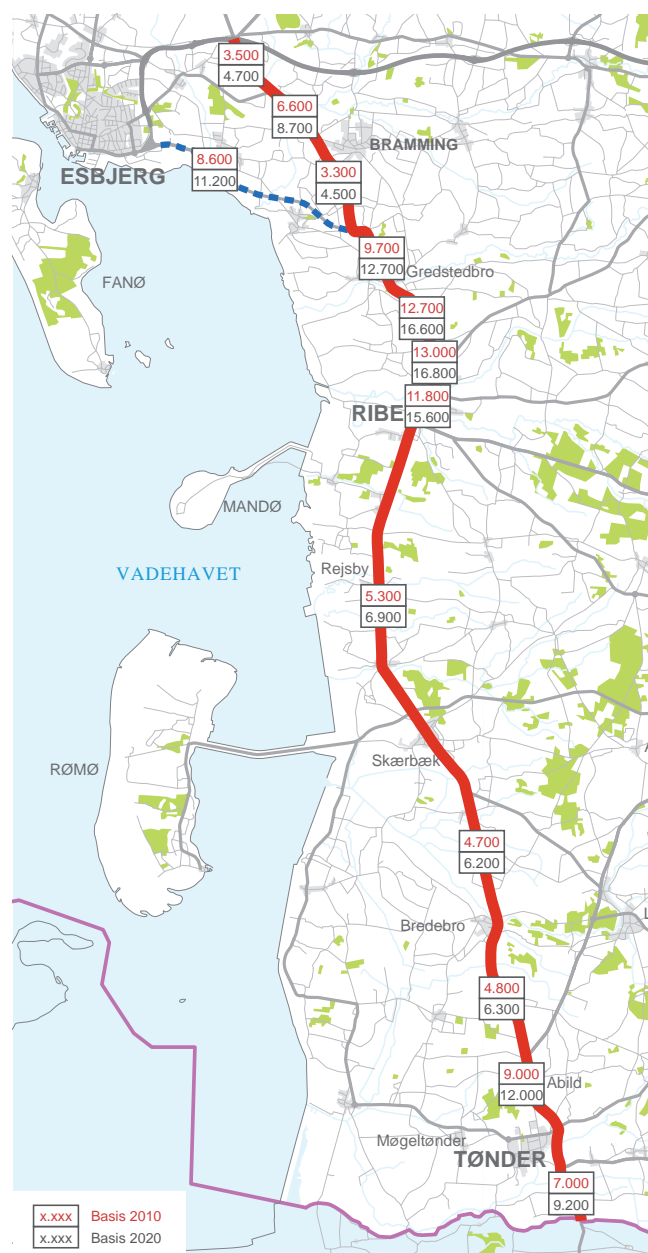 3.500
4.700
6.600
8.700
BRAMMING
8.600
11.200
3.300
4.500
ESBJERG
9.700
12.700
Gredstedbro
FANØ
12.700
16.600
13.000
16.800
11.800
15.600
RIBE
MANDØ
VADEHAVET
Rejsby
5.300
6.900
RØMØ
Skærbæk
4.700
6.200
Bredebro
L
4.800
6.300
9.000
12.000
Abild
Møgeltønder
TØNDER
7.000
9.200
x.xxx Basis 2010
x.xxx Basis 2020